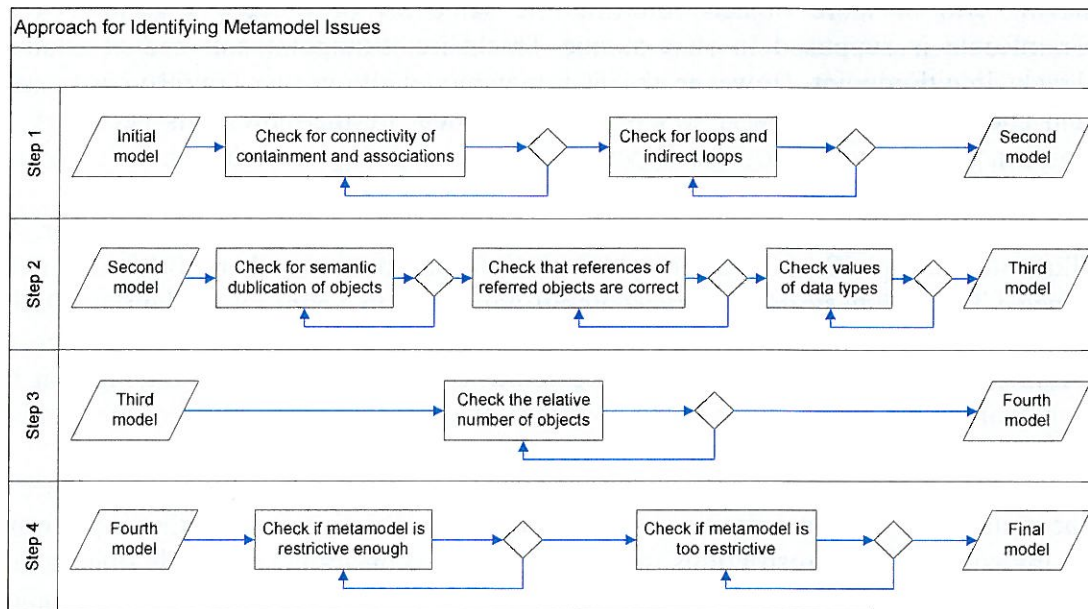 Approach for Identifying Metamodel Issues
Step 1
Initial
model
Check for connectivity of
containment and associations
Check for loops and
indirect loops
Second
model
Step 2
Second
model
Check for semantic
dublication of objects
Check that references of
referred objects are correct
Check values
of data types
Third
model
Step 3
Third
model
Check the relative
number of objects
Fourth
model
Step 4
Fourth
model
Check if metamodel is
restrictive enough
Check if metamodel is
too restrictive
Final
model